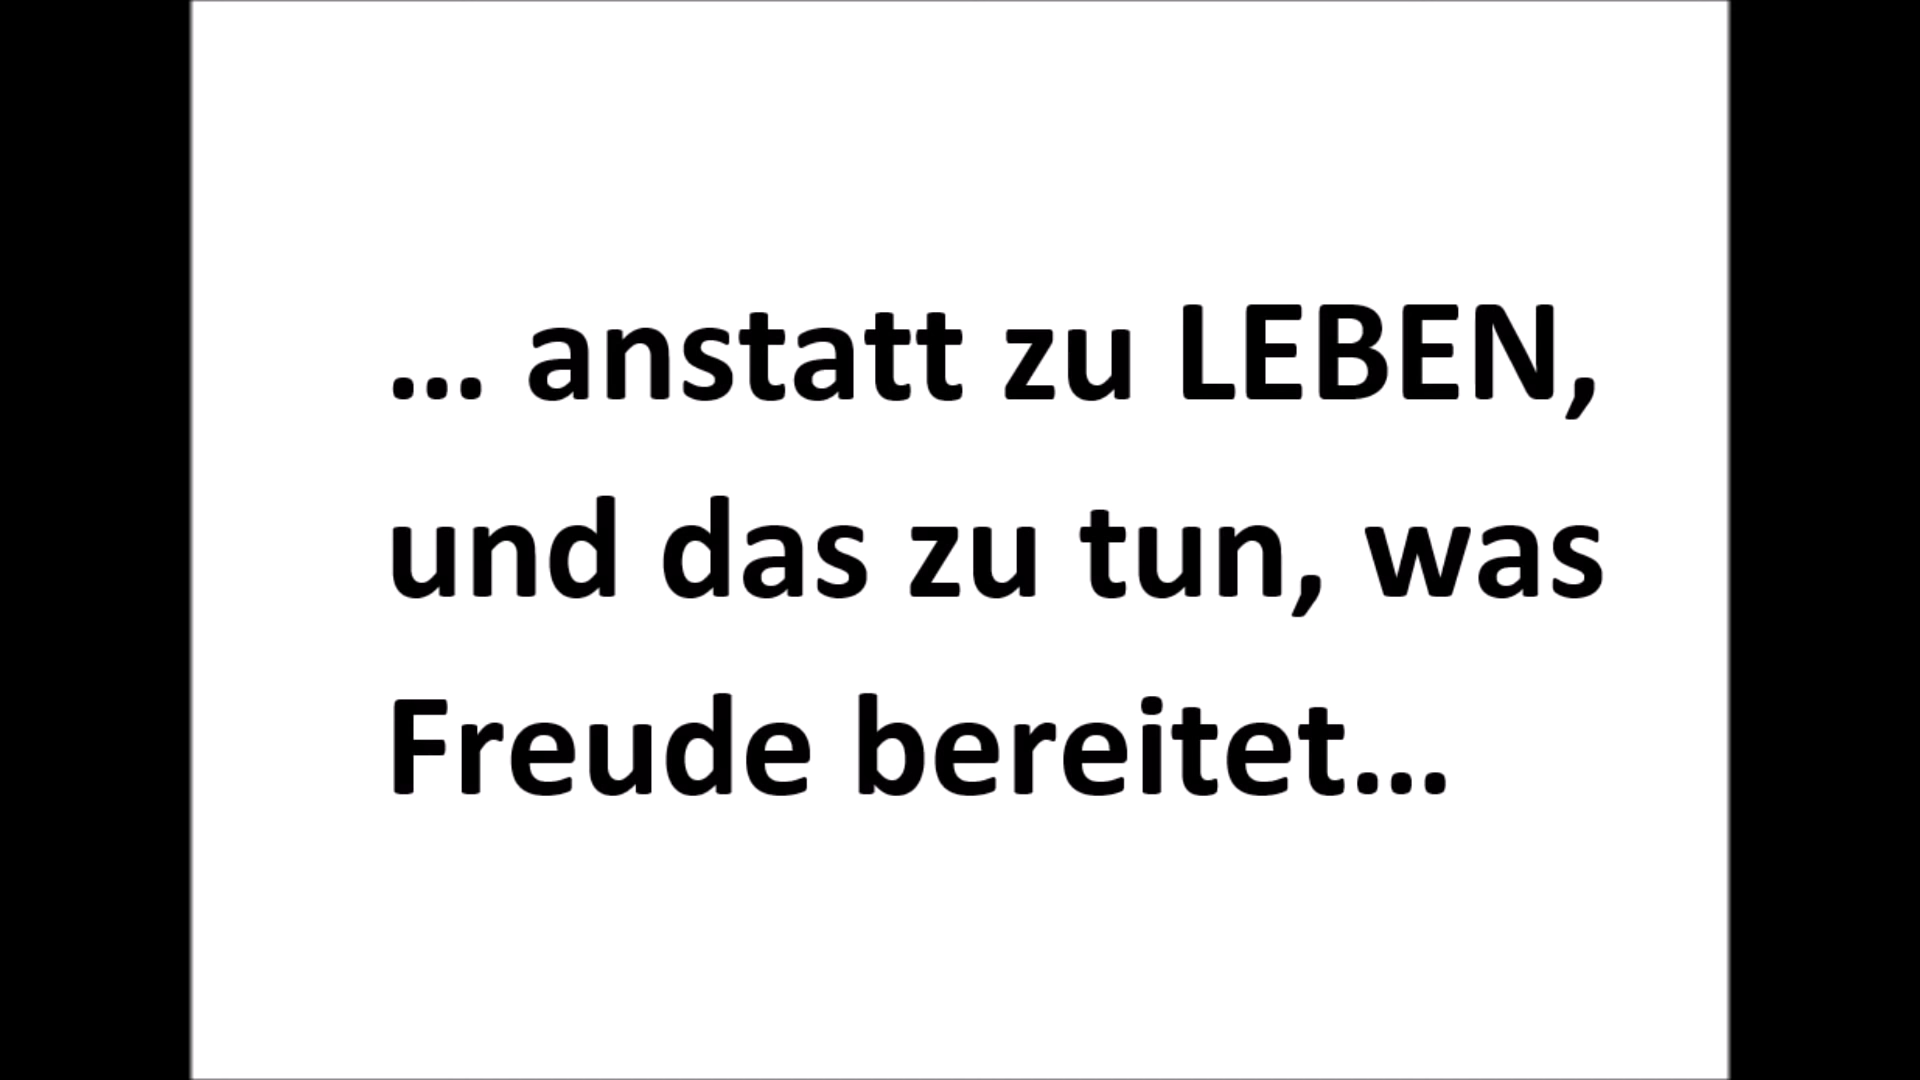 ... anstatt zu LEBEN,
und das zu tun, was
Freude bereitet...